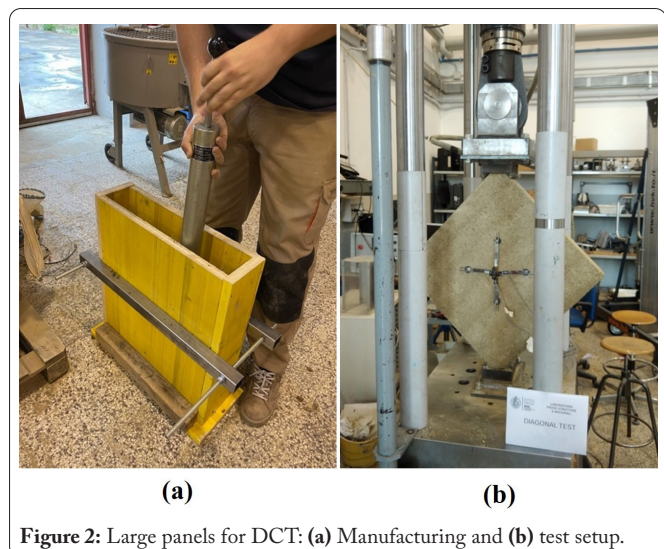 DIAGONAL TEST
(a)
(b)
Figure 2: Large panels for DCT: (a) Manufacturing and (b) test setup.